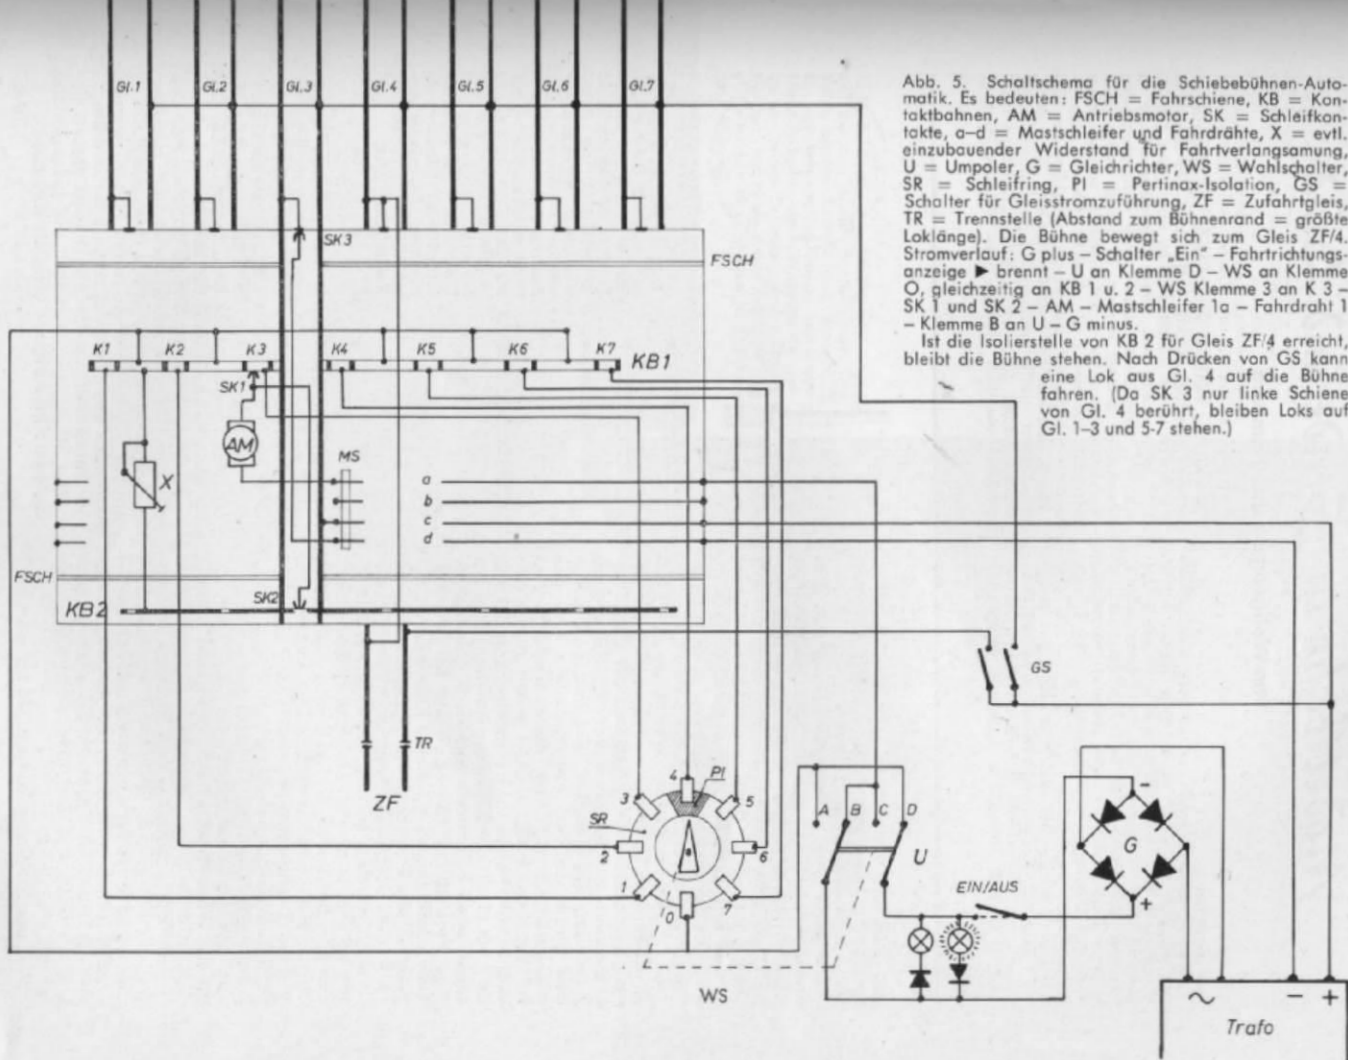 Gl.1 Gl.2 Gl.3 Gl.4 Gl.5 Gl.6 Gl.7
Abb. 5. Schaltschema für die Schiebebühnen-Auto-
matik. Es bedeuten: FSCH = Fahrschiene, KB = Kon-
taktbahnen, AM = Antriebsmotor, SK = Schleifkon-
takte, a–d = Mastschleifer und Fahrdrähte, X = evtl.
einzubauender Widerstand für Fahrtverlangsamung,
U = Umpoler, G = Gleichrichter, WS = Wahlschalter,
SR = Schleifring, PI = Pertinax-Isolation, GS =
Schalter für Gleisstromzuführung, ZF = Zufahrtgleis,
TR = Trennstelle (Abstand zum Bühnenrand = größte
Loklänge). Die Bühne bewegt sich zum Gleis ZF/4.
Stromverlauf: G plus – Schalter „Ein" – Fahrtrichtungs-
anzeige ▶ brennt – U an Klemme D – WS an Klemme
O, gleichzeitig an KB 1 u. 2 – WS Klemme 3 an K 3 –
SK 1 und SK 2 – AM – Mastschleifer 1a – Fahrdraht 1
– Klemme B an U – G minus.
Ist die Isolierstelle von KB 2 für Gleis ZF/4 erreicht,
bleibt die Bühne stehen. Nach Drücken von GS kann
eine Lok aus Gl. 4 auf die Bühne
fahren. (Da SK 3 nur linke Schiene
von Gl. 4 berührt, bleiben Loks auf
Gl. 1–3 und 5-7 stehen.)
SK3
FSCH
K1 K2 K3 K4 K5 K6 K7 KB1
SK1
AM
MS
X
a
b
c
d
FSCH
SK2
KB2
GS
TR
ZF
4 PI
3 5
SR
2 6
1 0 7
WS
A B C D
U
EIN/AUS
G
-
+
~ − +
Trafo